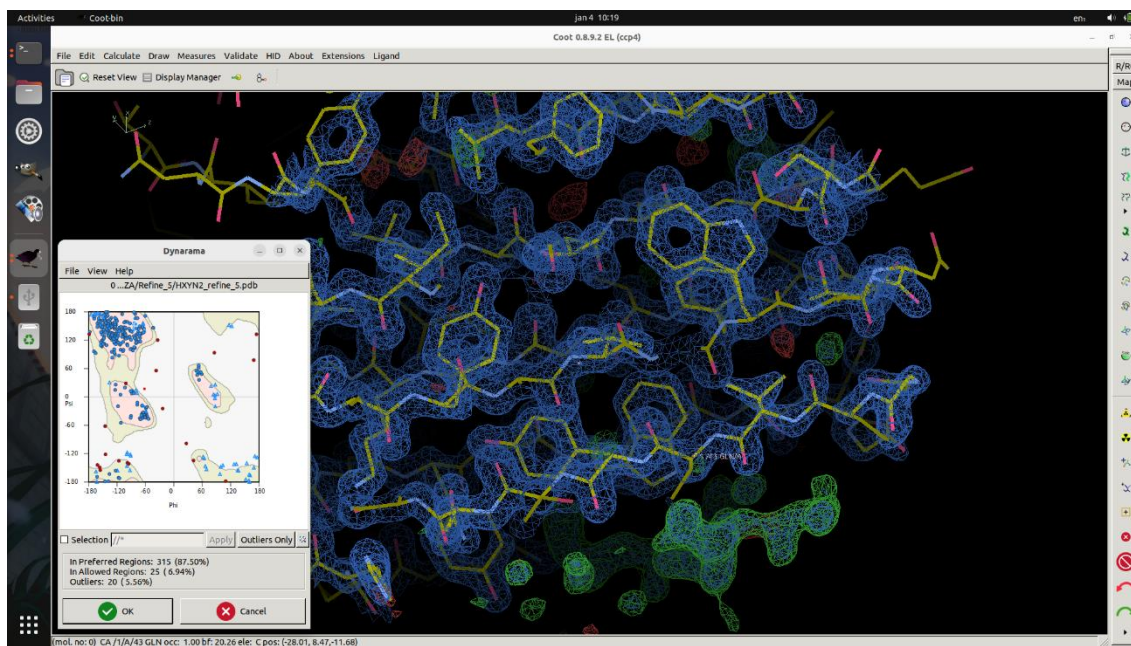 Activities Coot-bin jan 4 10:19 en₁
Coot 0.8.9.2 EL (ccp4)
File Edit Calculate Draw Measures Validate HID About Extensions Ligand
Reset View Display Manager
R/R
Map
Dynarama
File View Help
0 ...ZA/Refine_5/HXYN2_refine_5.pdb
180
120
60
0
Psi
-60
-120
-180
-180 -120 -60 0 60 120 180
Phi
Selection //* Apply Outliers Only
In Preferred Regions: 315 (87.50%)
In Allowed Regions: 25 ( 6.94%)
Outliers: 20 ( 5.56%)
OK Cancel
(mol. no: 0) CA /1/A/43 GLN occ: 1.00 bf: 20.26 ele: C pos: (-28.01, 8.47,-11.68)